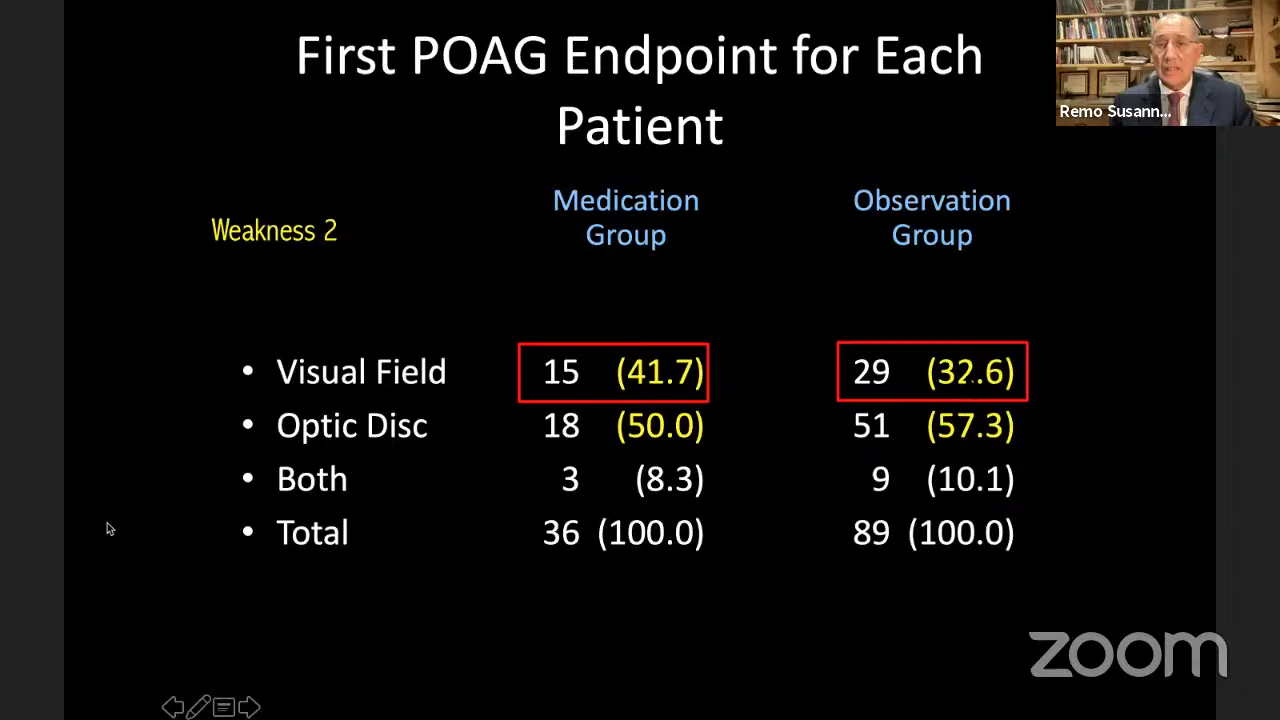 First POAG Endpoint for Each
Patient
Remo Susann...
Weakness 2
Medication
Group
Observation
Group
• Visual Field 15 (41.7) 29 (32.6)
• Optic Disc 18 (50.0) 51 (57.3)
• Both 3 (8.3) 9 (10.1)
• Total 36 (100.0) 89 (100.0)
zoom